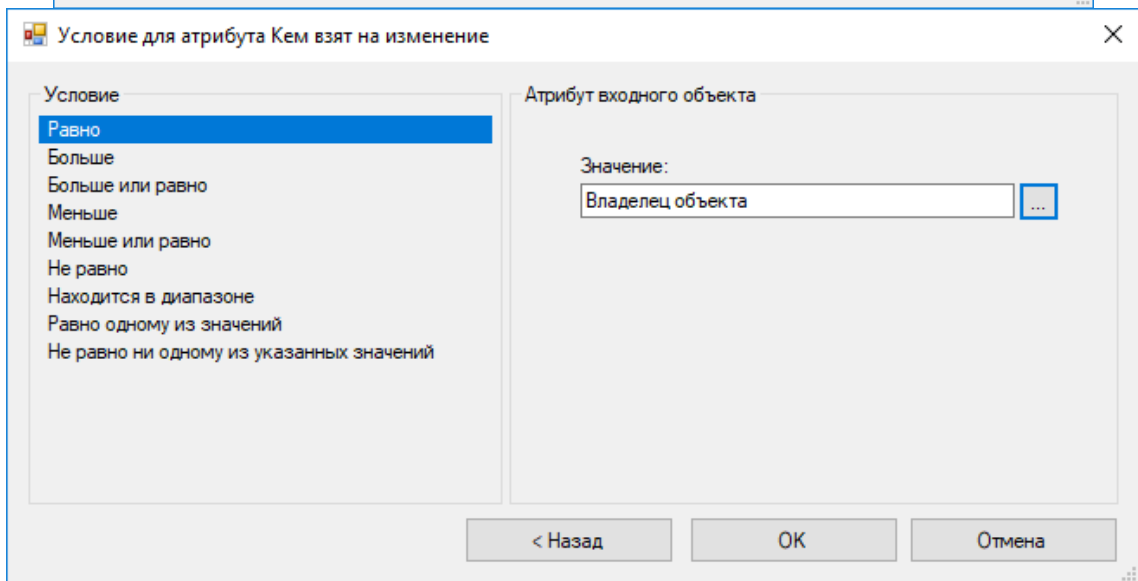 Условие для атрибута Кем взят на изменение
Условие
Равно
Больше
Больше или равно
Меньше
Меньше или равно
Не равно
Находится в диапазоне
Равно одному из значений
Не равно ни одному из указанных значений
Атрибут входного объекта
Значение:
Владелец объекта
...
< Назад
OK
Отмена